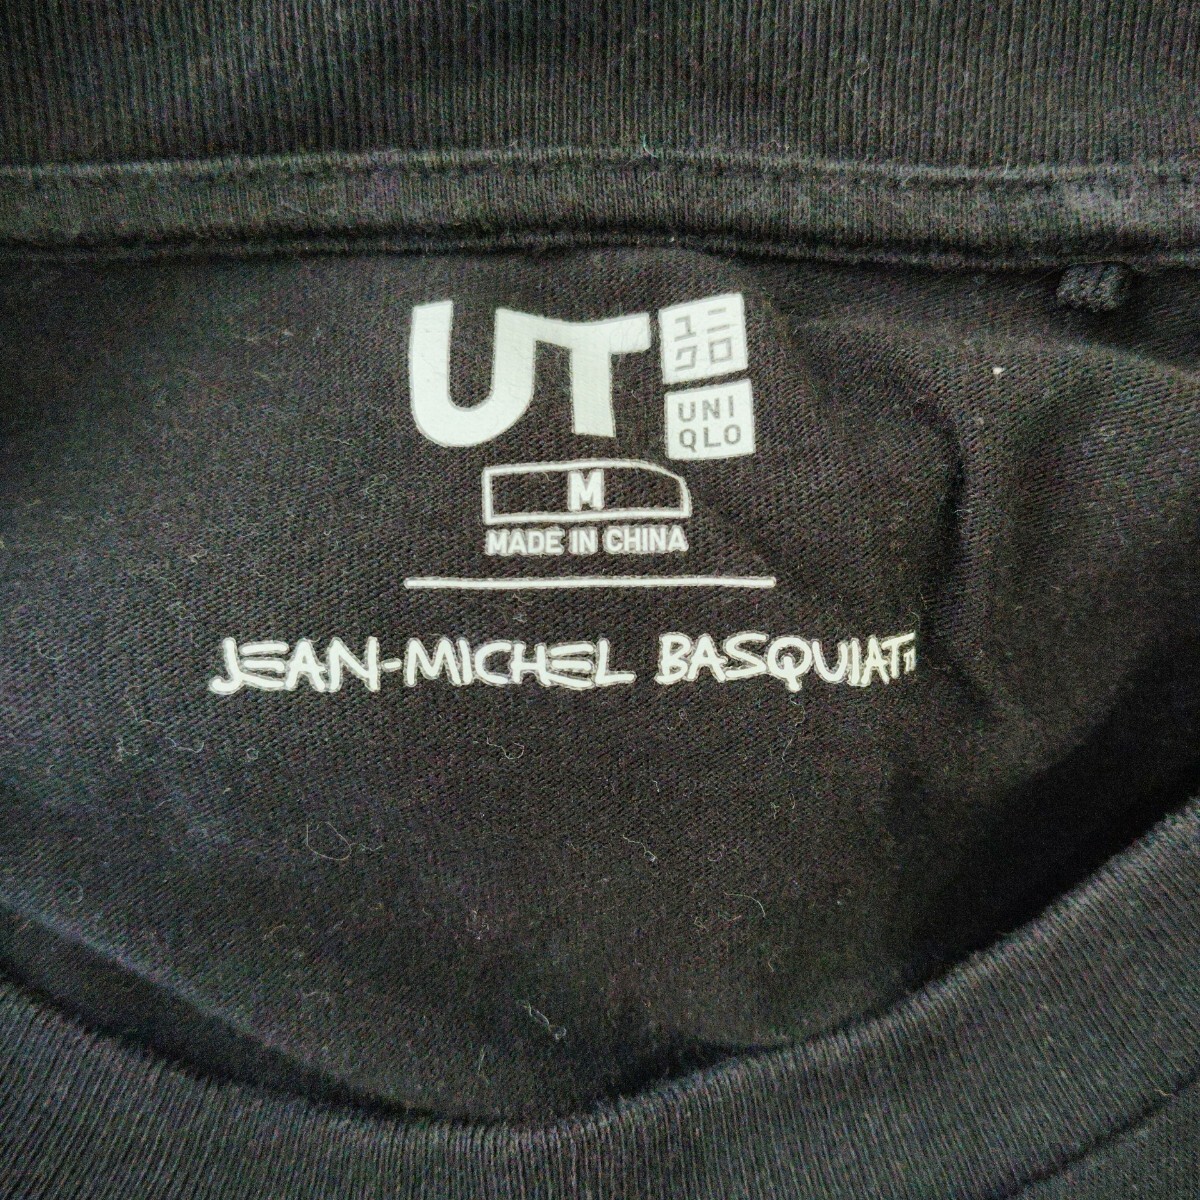 UT
ユニ
クロ
UNI
QLO
M
MADE IN CHINA
JEAN-MICHEL BASQUIAT